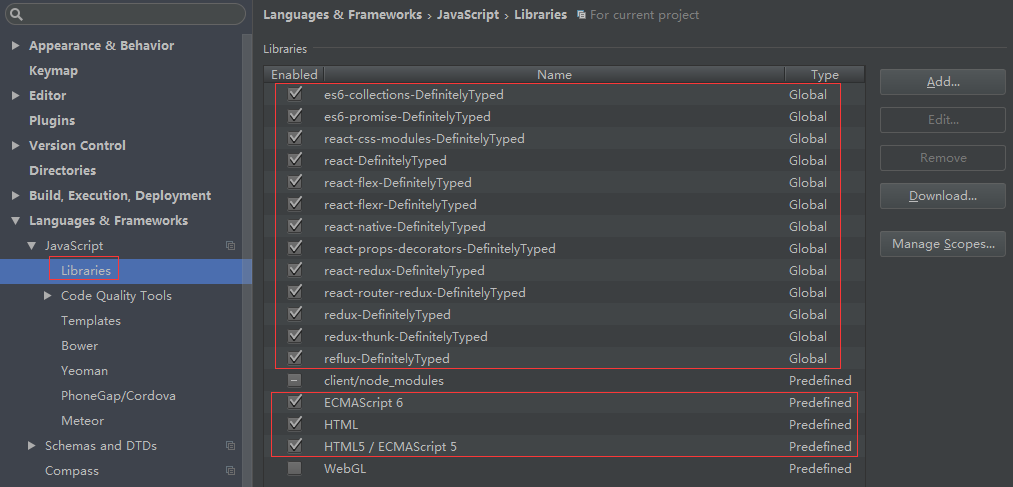 Appearance & Behavior
Keymap
Editor
Plugins
Version Control
Directories
Build, Execution, Deployment
Languages & Frameworks
JavaScript
Libraries
Code Quality Tools
Templates
Bower
Yeoman
PhoneGap/Cordova
Meteor
Schemas and DTDs
Compass
Languages & Frameworks › JavaScript › Libraries For current project
Libraries
Enabled Name Type
es6-collections-DefinitelyTyped Global
es6-promise-DefinitelyTyped Global
react-css-modules-DefinitelyTyped Global
react-DefinitelyTyped Global
react-flex-DefinitelyTyped Global
react-flexr-DefinitelyTyped Global
react-native-DefinitelyTyped Global
react-props-decorators-DefinitelyTyped Global
react-redux-DefinitelyTyped Global
react-router-redux-DefinitelyTyped Global
redux-DefinitelyTyped Global
redux-thunk-DefinitelyTyped Global
reflux-DefinitelyTyped Global
client/node_modules Predefined
ECMAScript 6 Predefined
HTML Predefined
HTML5 / ECMAScript 5 Predefined
WebGL Predefined
Add...
Edit...
Remove
Download...
Manage Scopes...